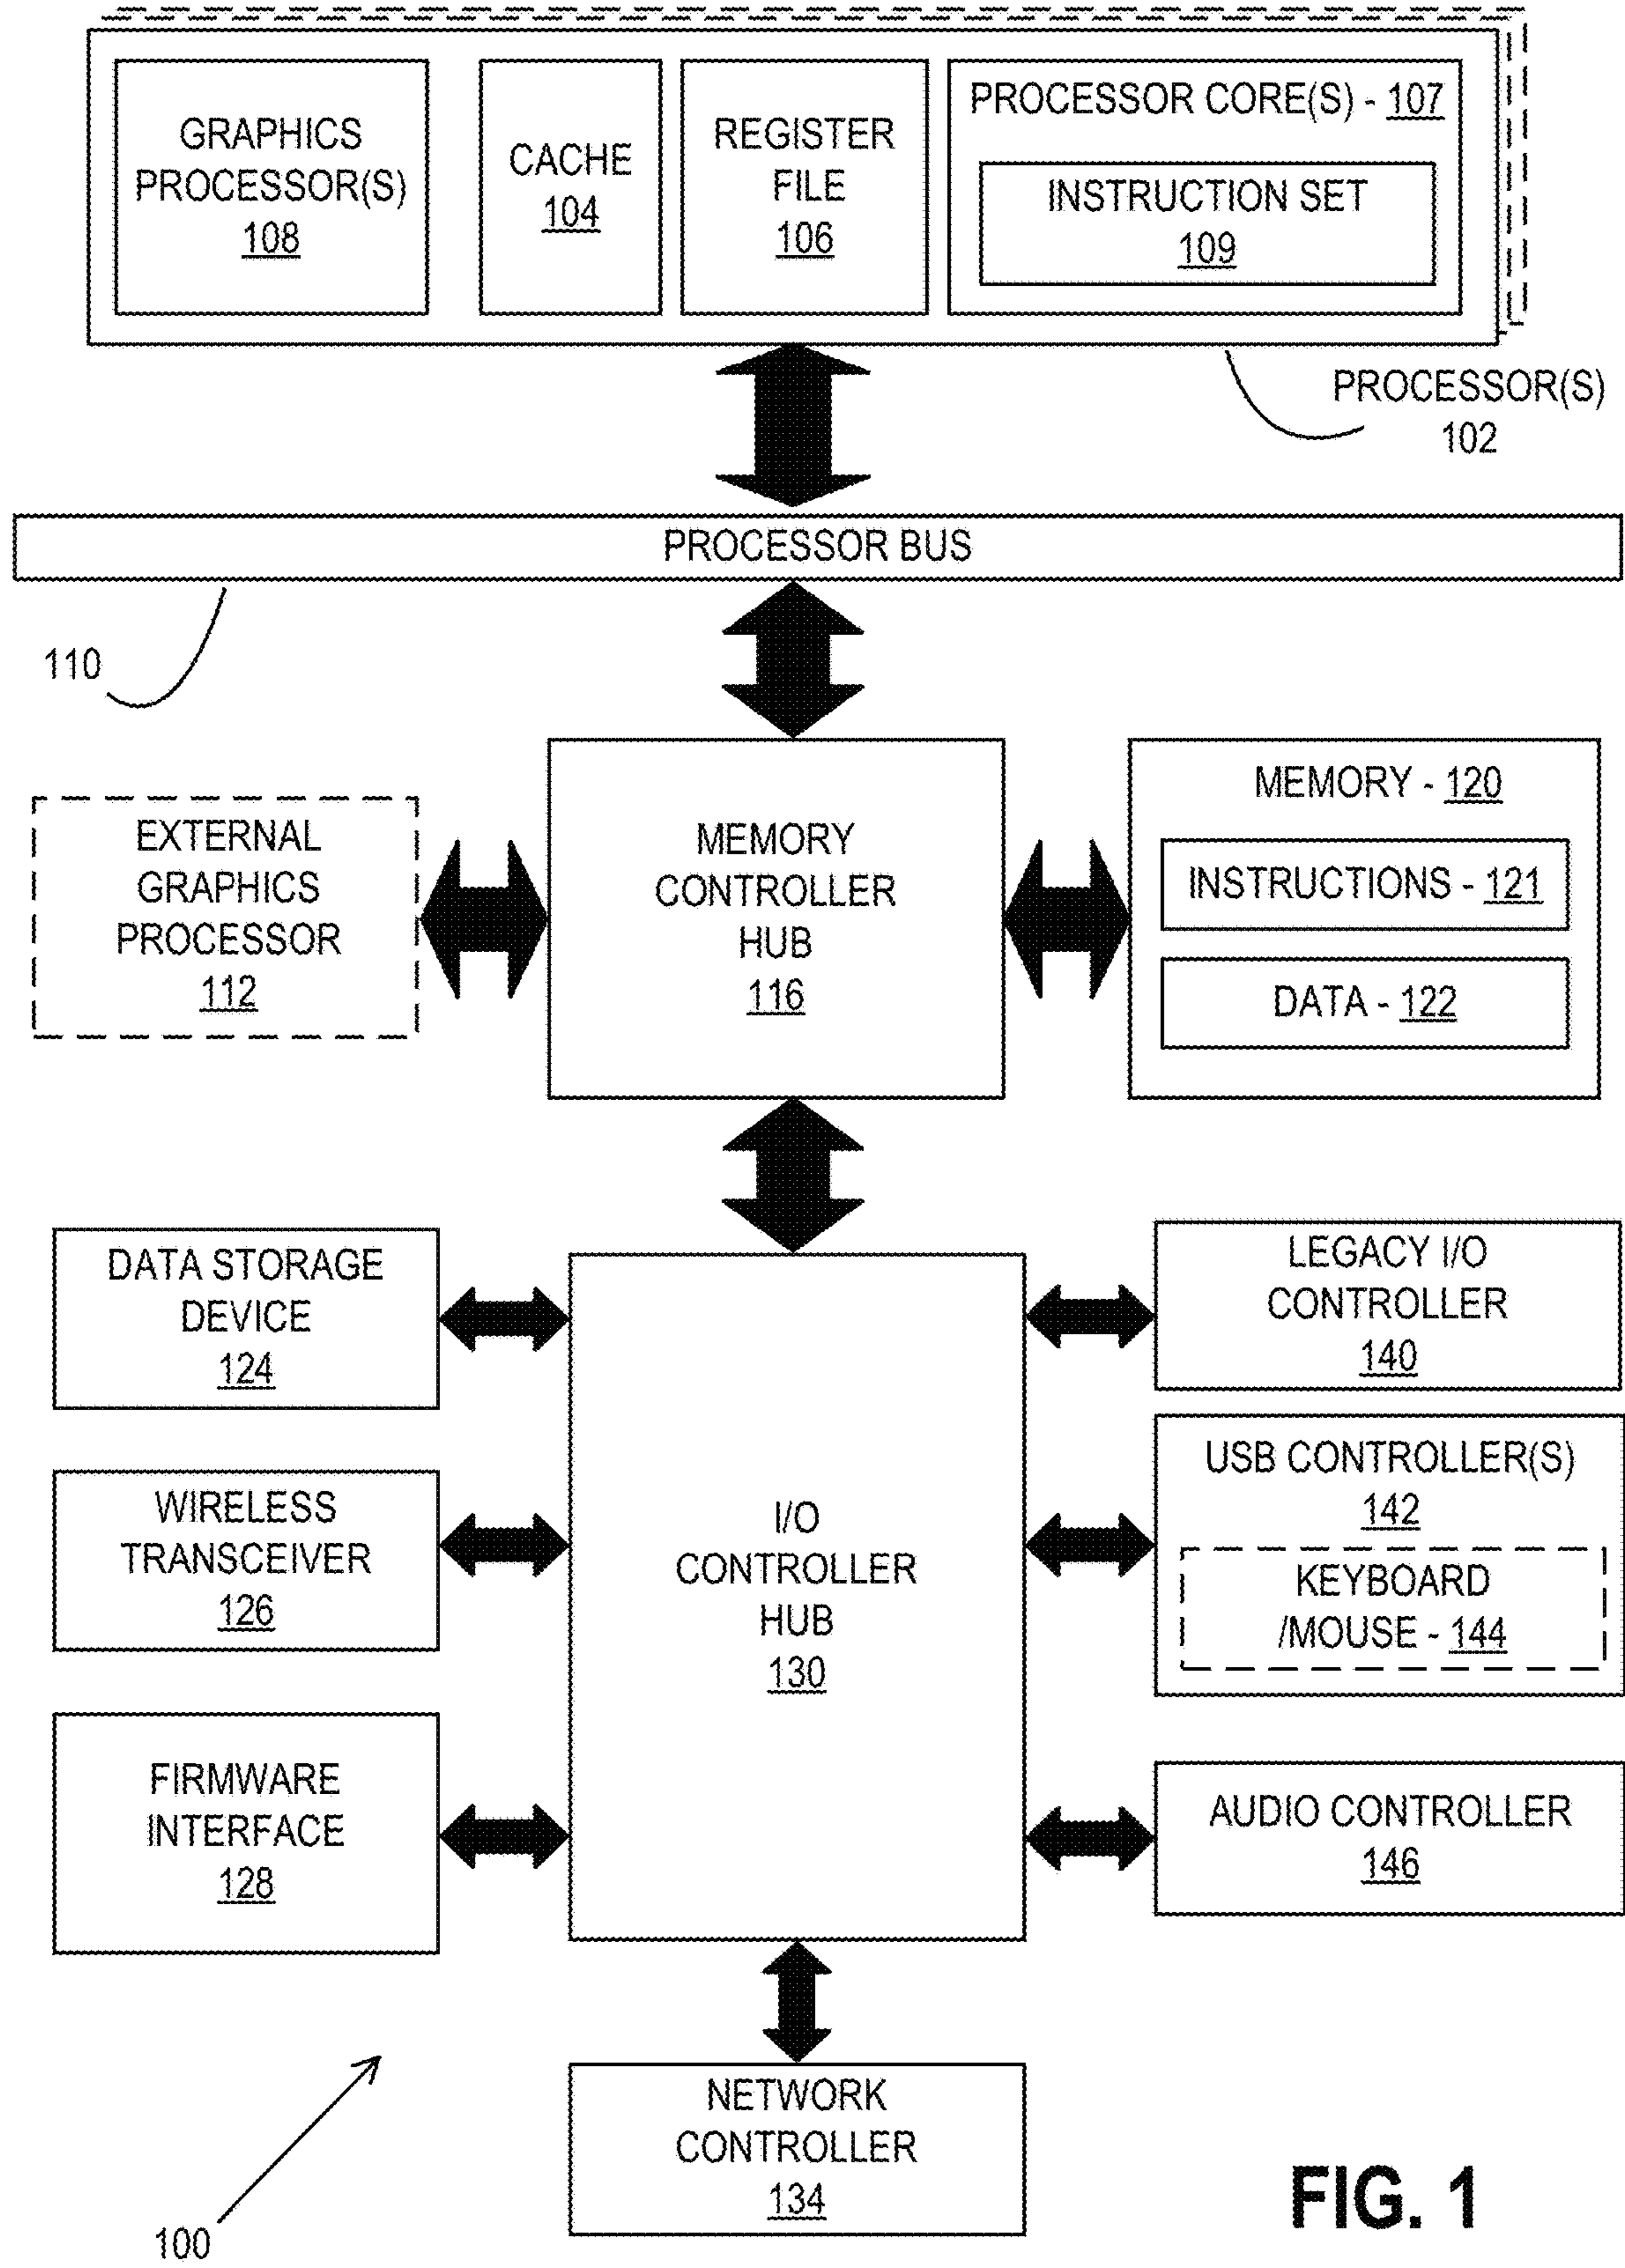 GRAPHICS
PROCESSOR(S)
108
CACHE
104
REGISTER
FILE
106
PROCESSOR CORE(S) - 107
INSTRUCTION SET
109
PROCESSOR(S)
102
PROCESSOR BUS
110
EXTERNAL
GRAPHICS
PROCESSOR
112
MEMORY
CONTROLLER
HUB
116
MEMORY - 120
INSTRUCTIONS - 121
DATA - 122
DATA STORAGE
DEVICE
124
WIRELESS
TRANSCEIVER
126
FIRMWARE
INTERFACE
128
I/O
CONTROLLER
HUB
130
LEGACY I/O
CONTROLLER
140
USB CONTROLLER(S)
142
KEYBOARD
/MOUSE - 144
AUDIO CONTROLLER
146
NETWORK
CONTROLLER
134
100
FIG. 1